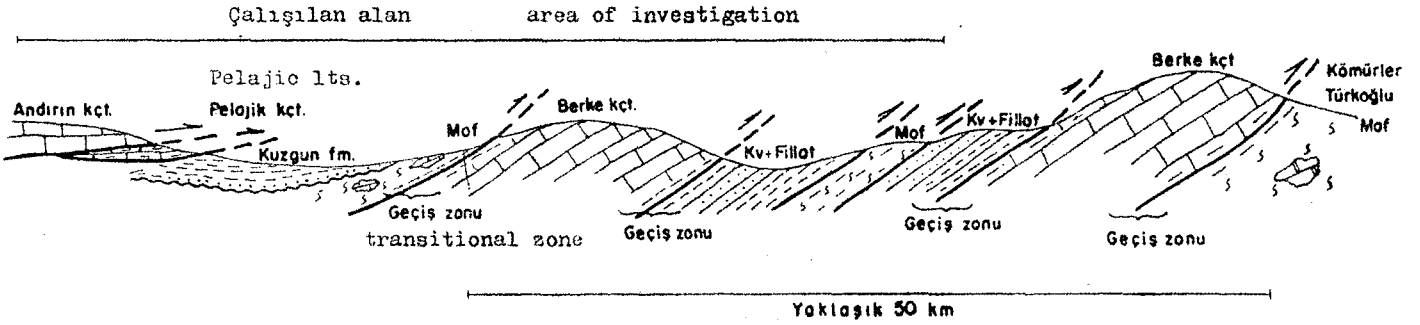 Çalışılan alan area of investigation
Pelajic lts.
Andırın kçt.
Pelajik kçt.
Kuzgun fm.
Mof
Berke kçt.
Kv+Fillat
Mof
Kv+Fillat
Berke kçt
Kömürler
Türkoğlu
Mof
s s s s s s s s s s s
Geçiş zonu
transitional zone
Geçiş zonu
Geçiş zonu
Geçiş zonu
Yaklaşık 50 km